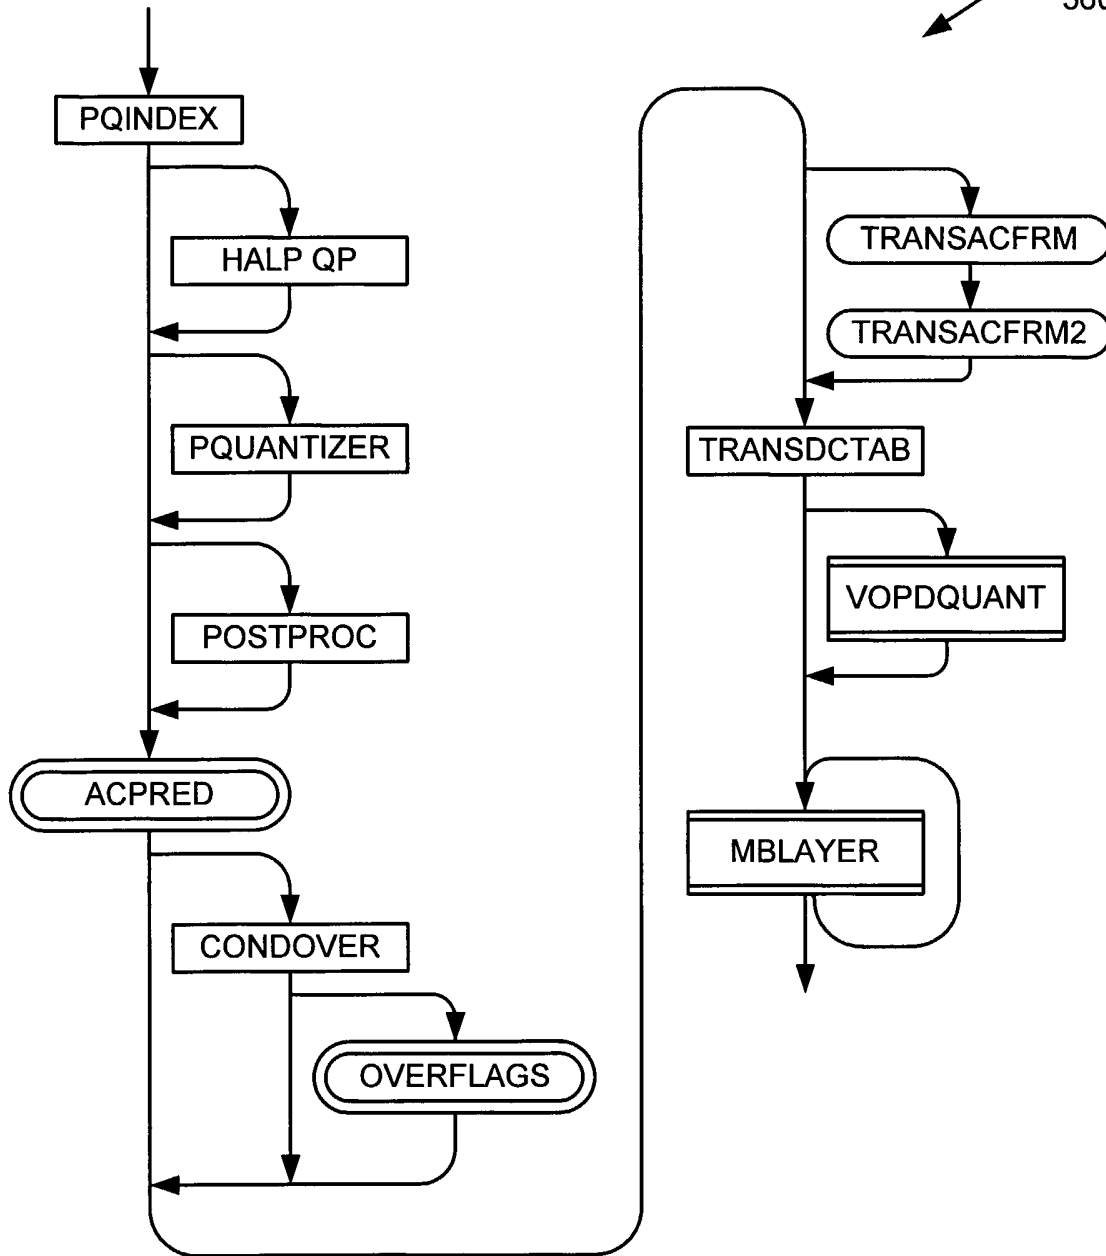 PQINDEX
HALP QP
PQUANTIZER
POSTPROC
ACPRED
CONDOVER
OVERFLAGS
TRANSACFRM
TRANSACFRM2
TRANSDCTAB
VOPDQUANT
MBLAYER